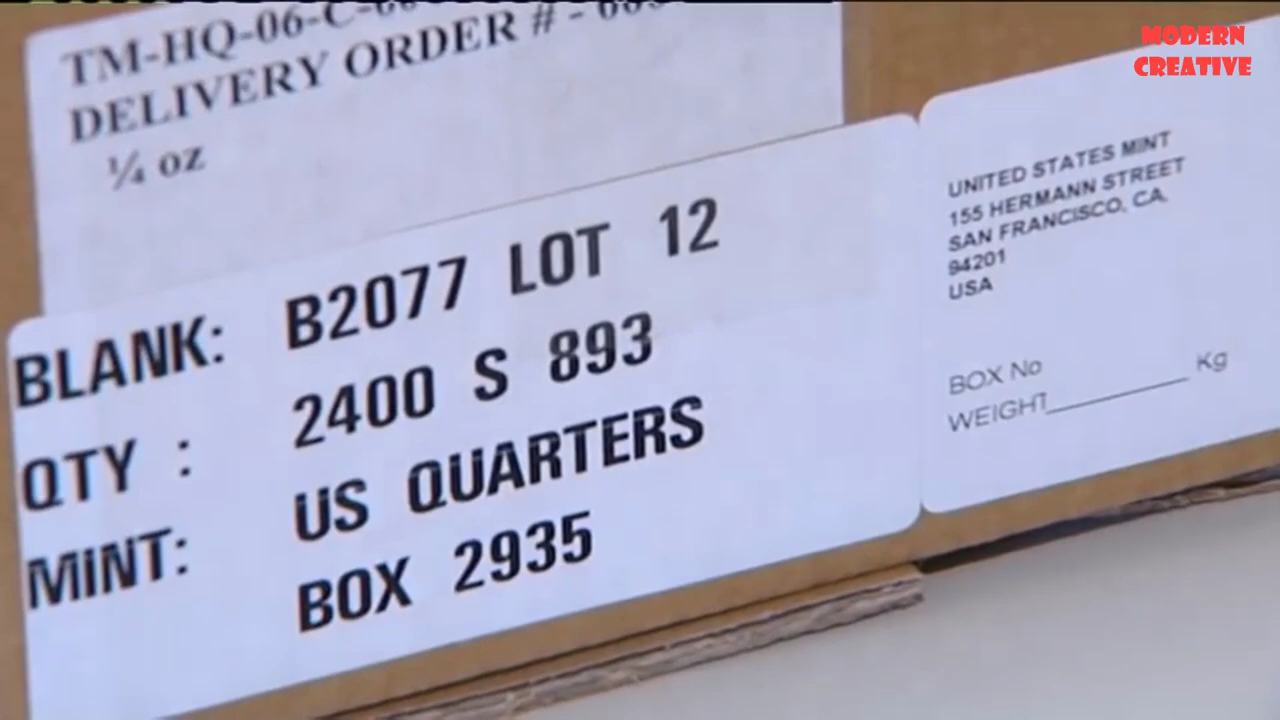 TM-HQ-06-C-
DELIVERY ORDER # -
¼ oz
BLANK: B2077 LOT 12
QTY : 2400 S 893
MINT: US QUARTERS
BOX 2935
UNITED STATES MINT
155 HERMANN STREET
SAN FRANCISCO, CA,
94201
USA
BOX No
WEIGHT__________ Kg
MODERN
CREATIVE